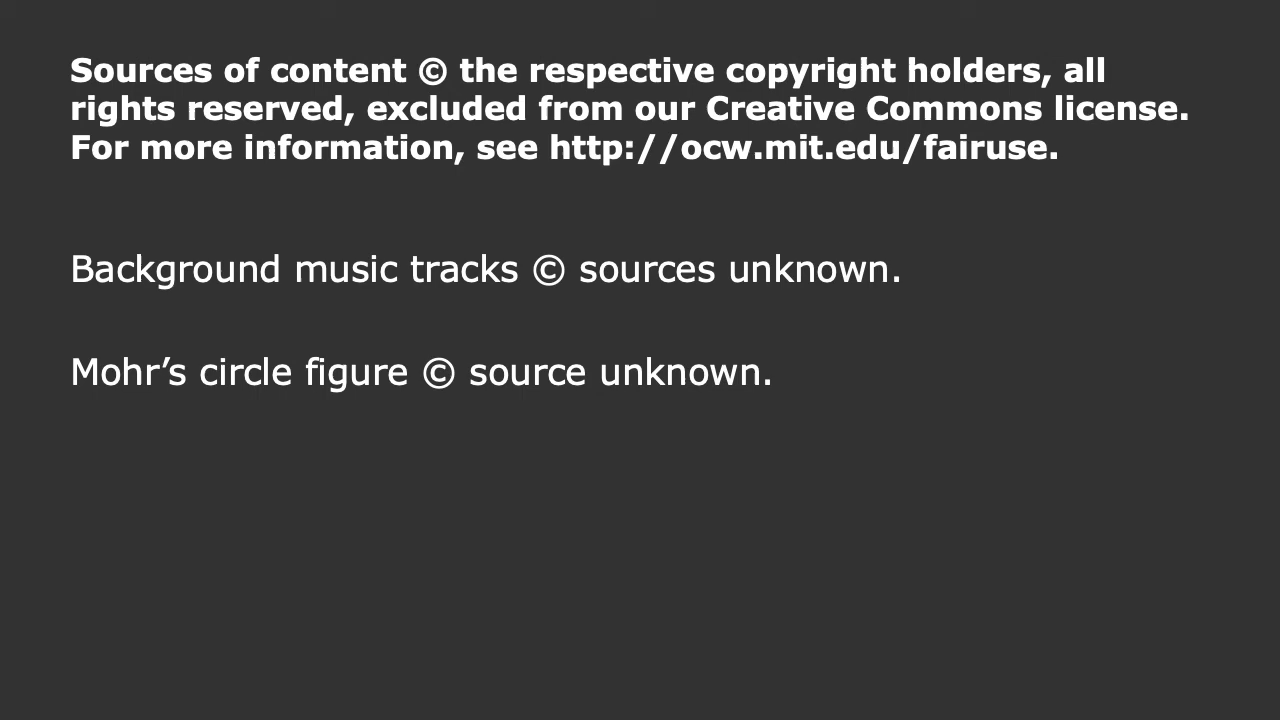 Sources of content © the respective copyright holders, all
rights reserved, excluded from our Creative Commons license.
For more information, see http://ocw.mit.edu/fairuse.
Background music tracks © sources unknown.
Mohr’s circle figure © source unknown.